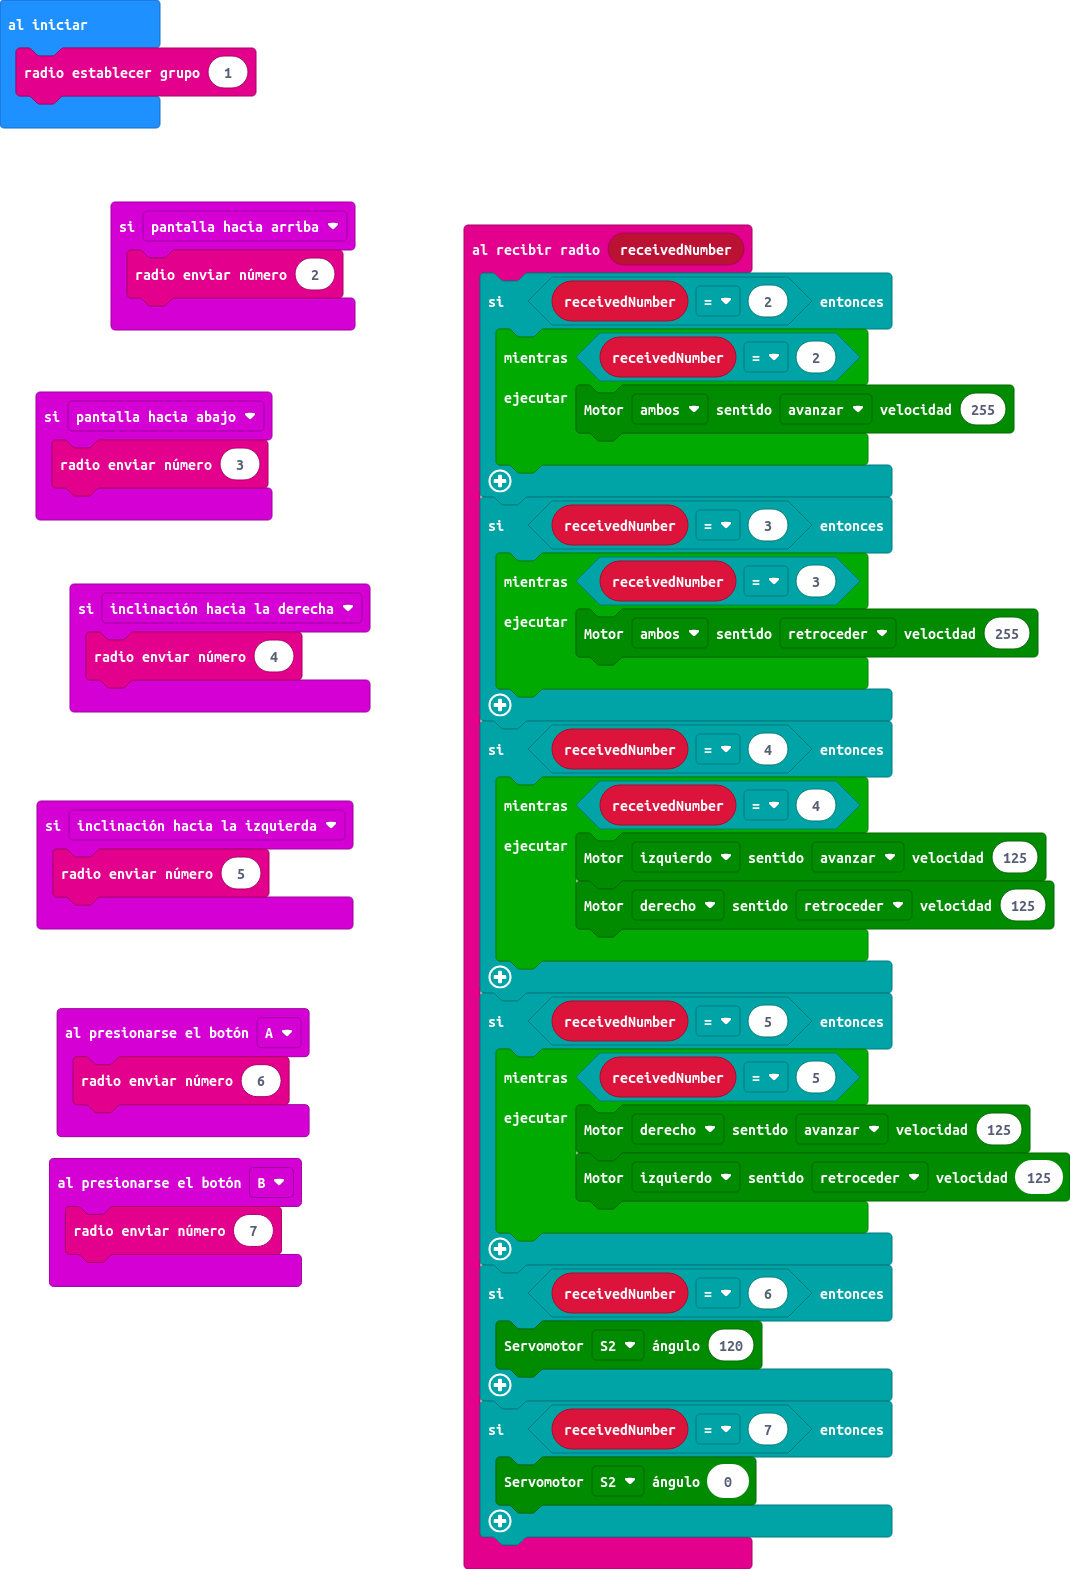 al iniciar
radio establecer grupo 1
si pantalla hacia arriba
radio enviar número 2
si pantalla hacia abajo
radio enviar número 3
si inclinación hacia la derecha
radio enviar número 4
si inclinación hacia la izquierda
radio enviar número 5
al presionarse el botón A
radio enviar número 6
al presionarse el botón B
radio enviar número 7
al recibir radio receivedNumber
si receivedNumber = 2 entonces
mientras receivedNumber = 2
ejecutar Motor ambos sentido avanzar velocidad 255
si receivedNumber = 3 entonces
mientras receivedNumber = 3
ejecutar Motor ambos sentido retroceder velocidad 255
si receivedNumber = 4 entonces
mientras receivedNumber = 4
ejecutar Motor izquierdo sentido avanzar velocidad 125
Motor derecho sentido retroceder velocidad 125
si receivedNumber = 5 entonces
mientras receivedNumber = 5
ejecutar Motor derecho sentido avanzar velocidad 125
Motor izquierdo sentido retroceder velocidad 125
si receivedNumber = 6 entonces
Servomotor S2 ángulo 120
si receivedNumber = 7 entonces
Servomotor S2 ángulo 0